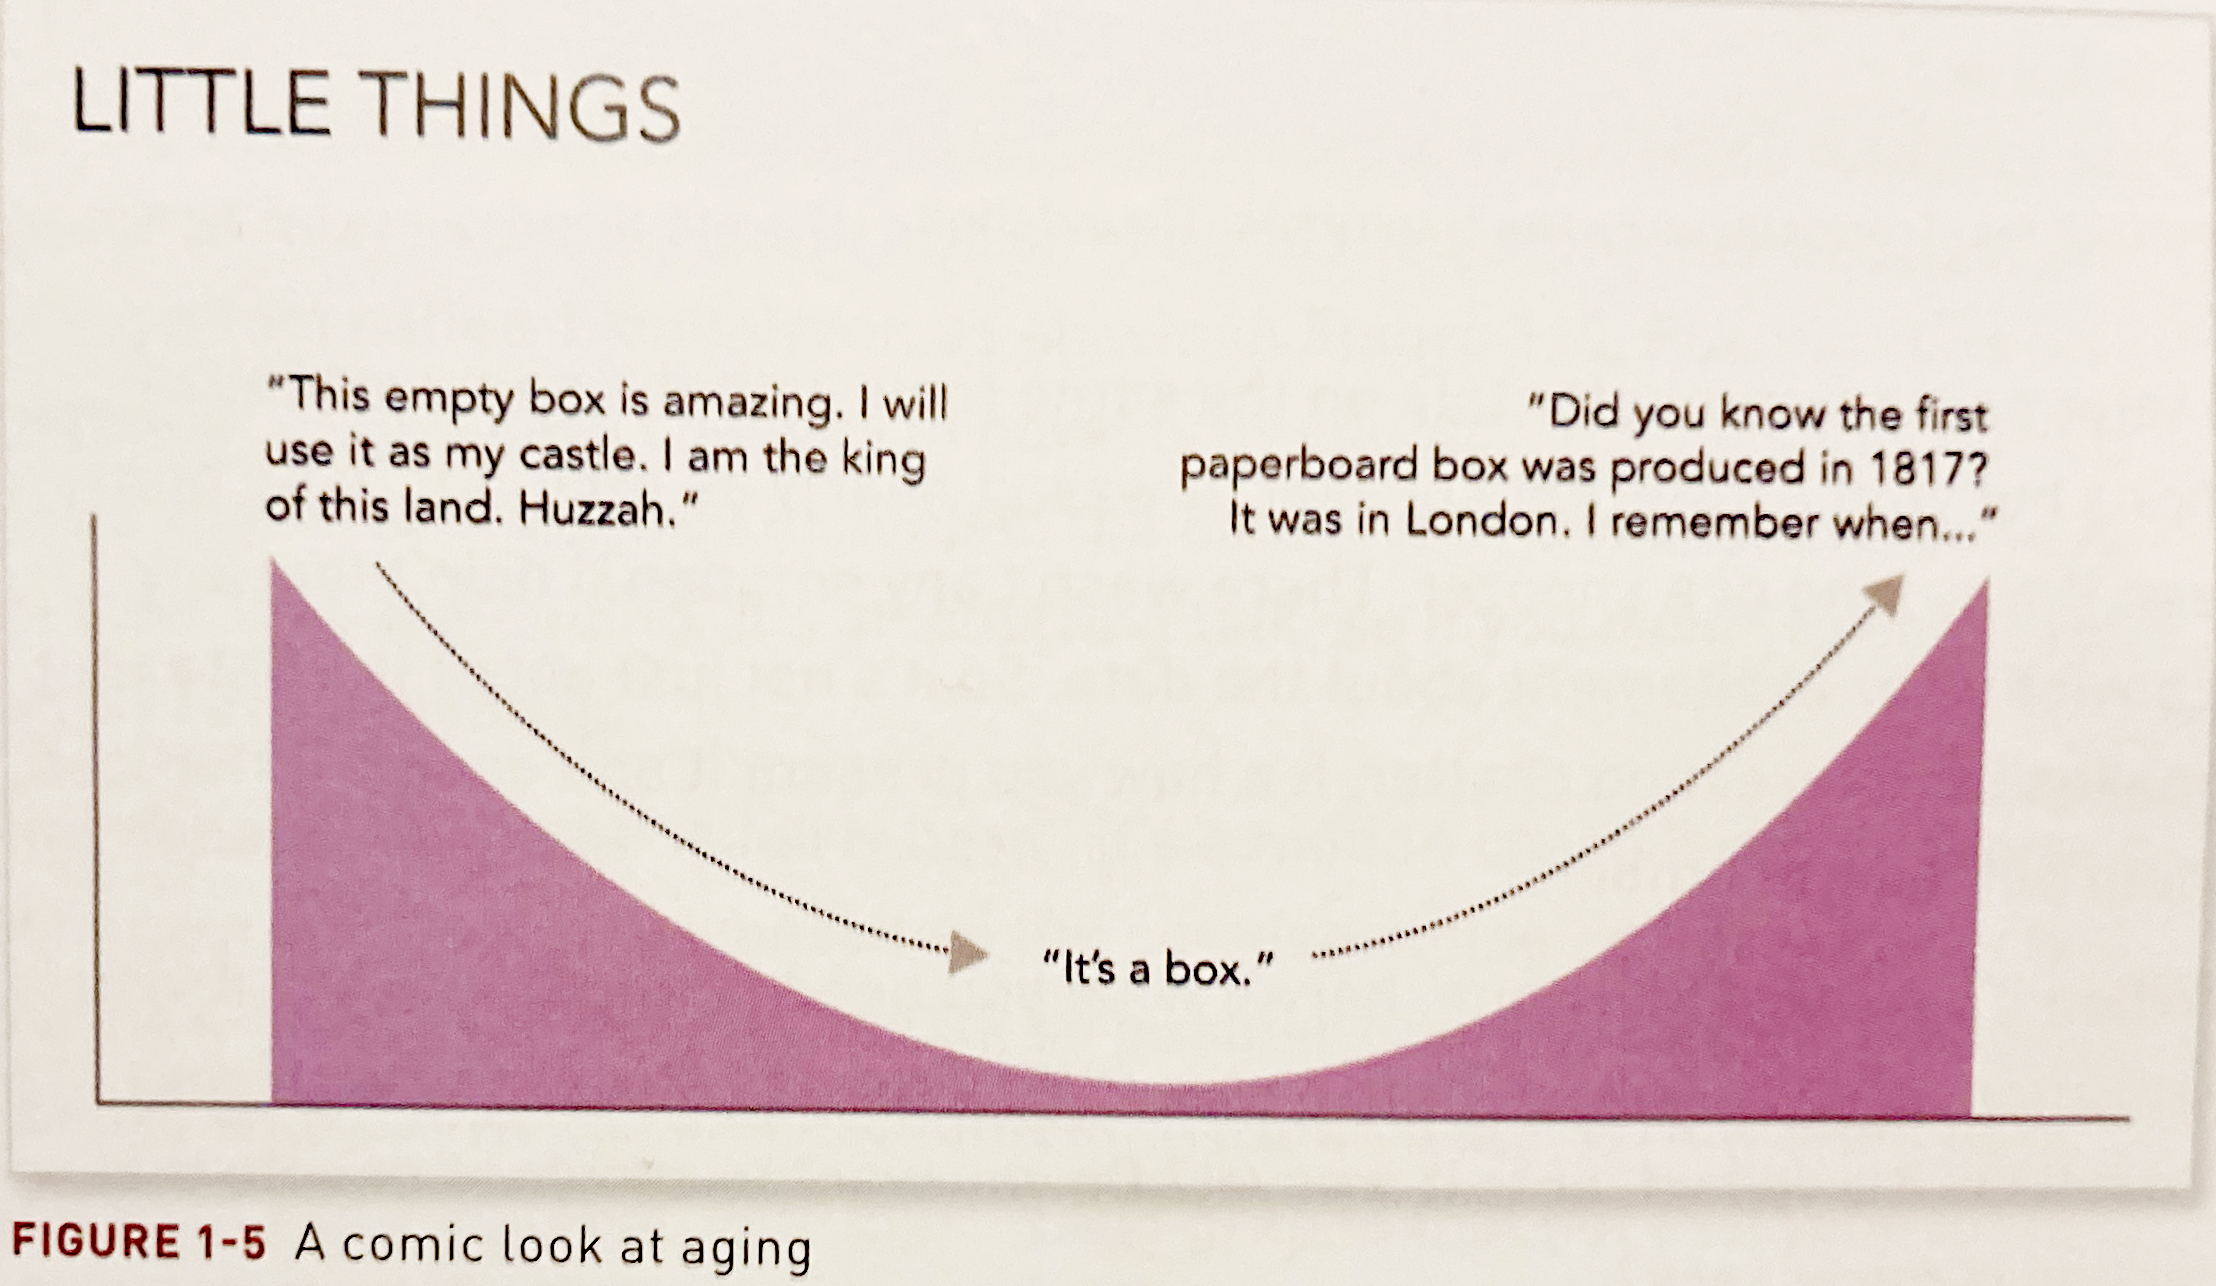 LITTLE THINGS
"This empty box is amazing. I will
use it as my castle. I am the king
of this land. Huzzah."
"Did you know the first
paperboard box was produced in 1817?
It was in London. I remember when..."
"It's a box."
FIGURE 1-5 A comic look at aging